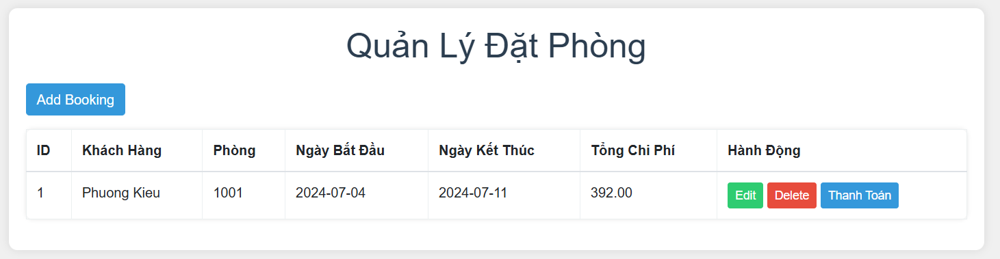 Quản Lý Đặt Phòng
Add Booking
ID Khách Hàng Phòng Ngày Bắt Đầu Ngày Kết Thúc Tổng Chi Phí Hành Động
1 Phuong Kieu 1001 2024-07-04 2024-07-11 392.00 Edit Delete Thanh Toán